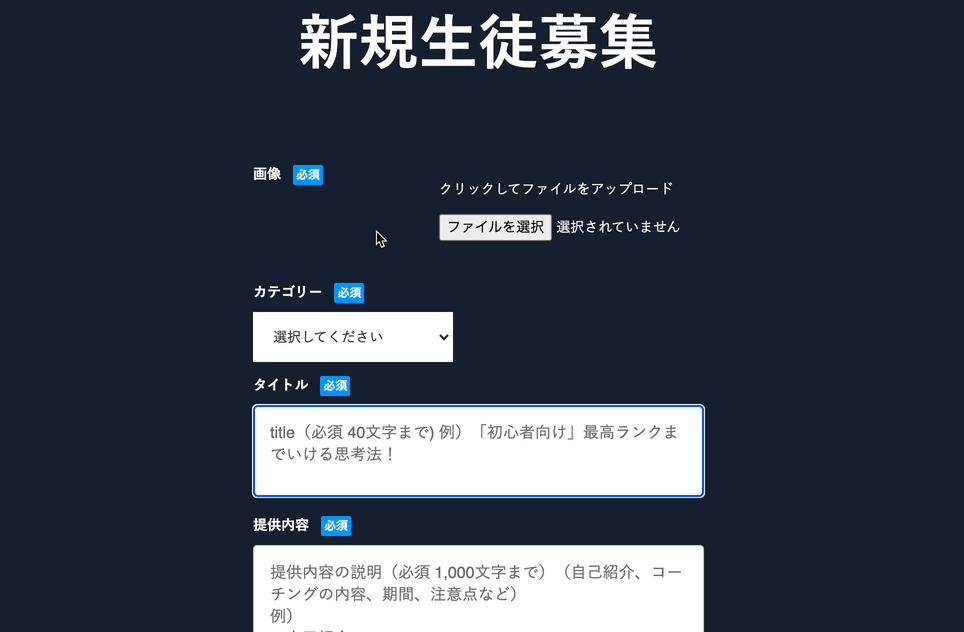 新規生徒募集
画像 必須
クリックしてファイルをアップロード
ファイルを選択 選択されていません
カテゴリー 必須
選択してください
タイトル 必須
title（必須 40文字まで) 例）「初心者向け」最高ランクま
でいける思考法！
提供内容 必須
提供内容の説明（必須 1,000文字まで）（自己紹介、コー
チングの内容、期間、注意点など）
例）